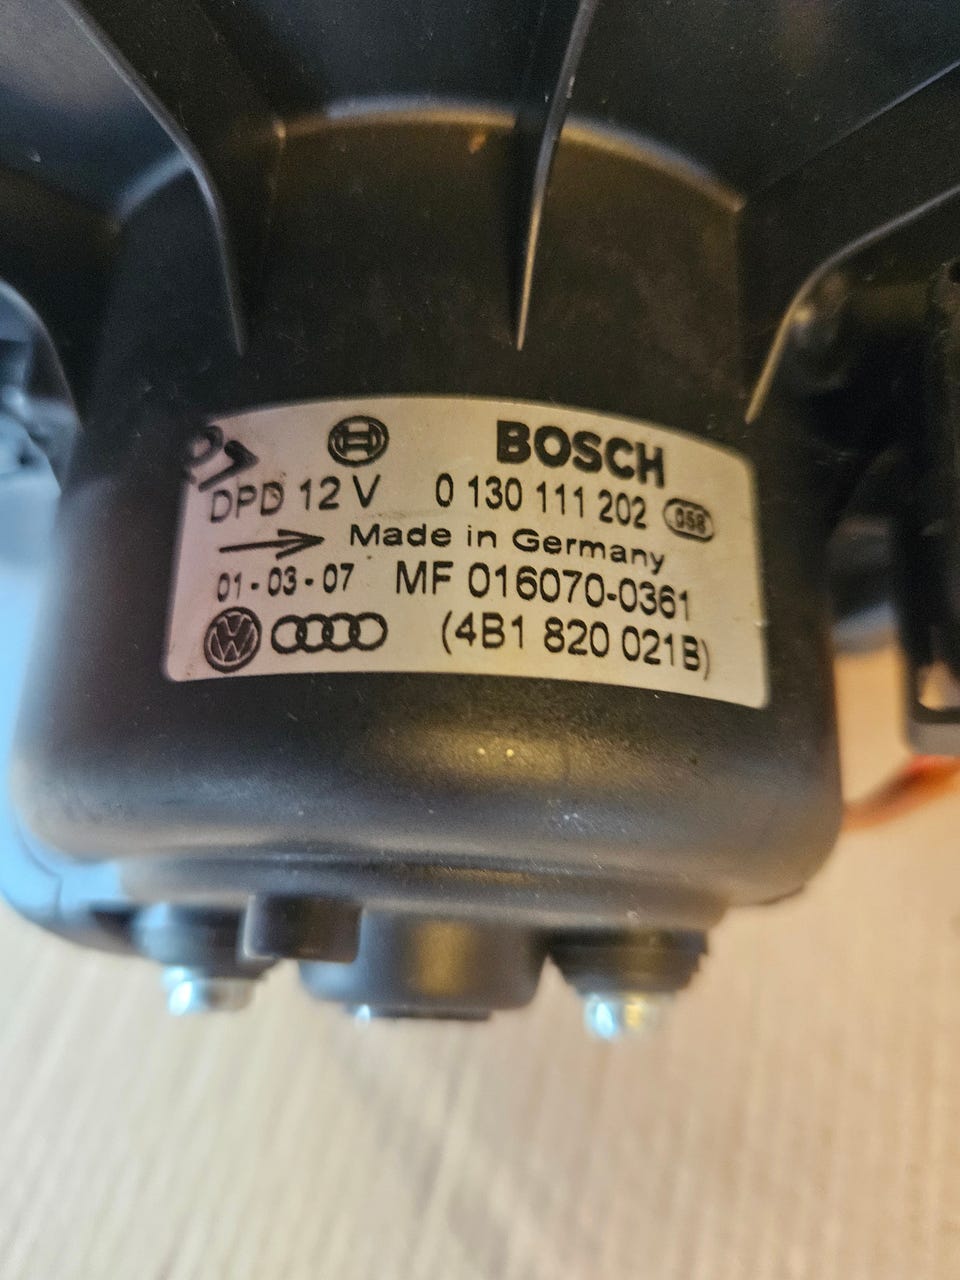 BOSCH
DPD 12 V 0 130 111 202 058
Made in Germany
01-03-07 MF 016070-0361
VW (4B1 820 021B)